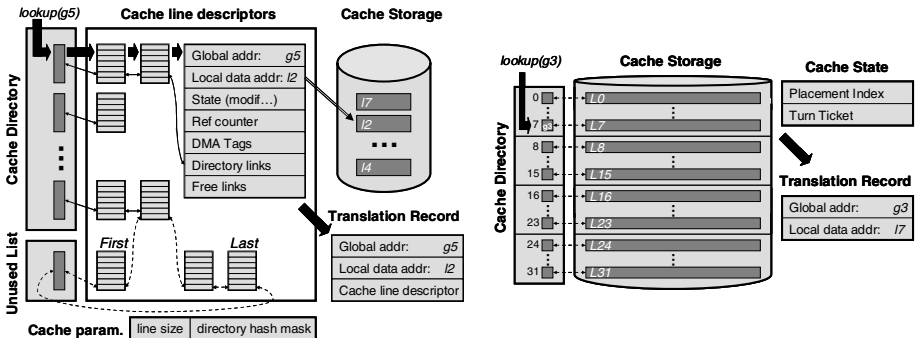 lookup(g5)
Cache line descriptors
Cache Storage
Cache Directory
Global addr: g5
Local data addr: l2
State (modif…)
Ref counter
DMA Tags
Directory links
Free links
l7
l2
l4
Unused List
First
Last
Translation Record
Global addr: g5
Local data addr: l2
Cache line descriptor
Cache param.
line size
directory hash mask
lookup(g3)
Cache Storage
Cache State
Placement Index
Turn Ticket
Cache Directory
0
L0
7
g3
L7
8
L8
15
L15
16
L16
23
L23
24
L24
31
L31
Translation Record
Global addr: g3
Local data addr: l7